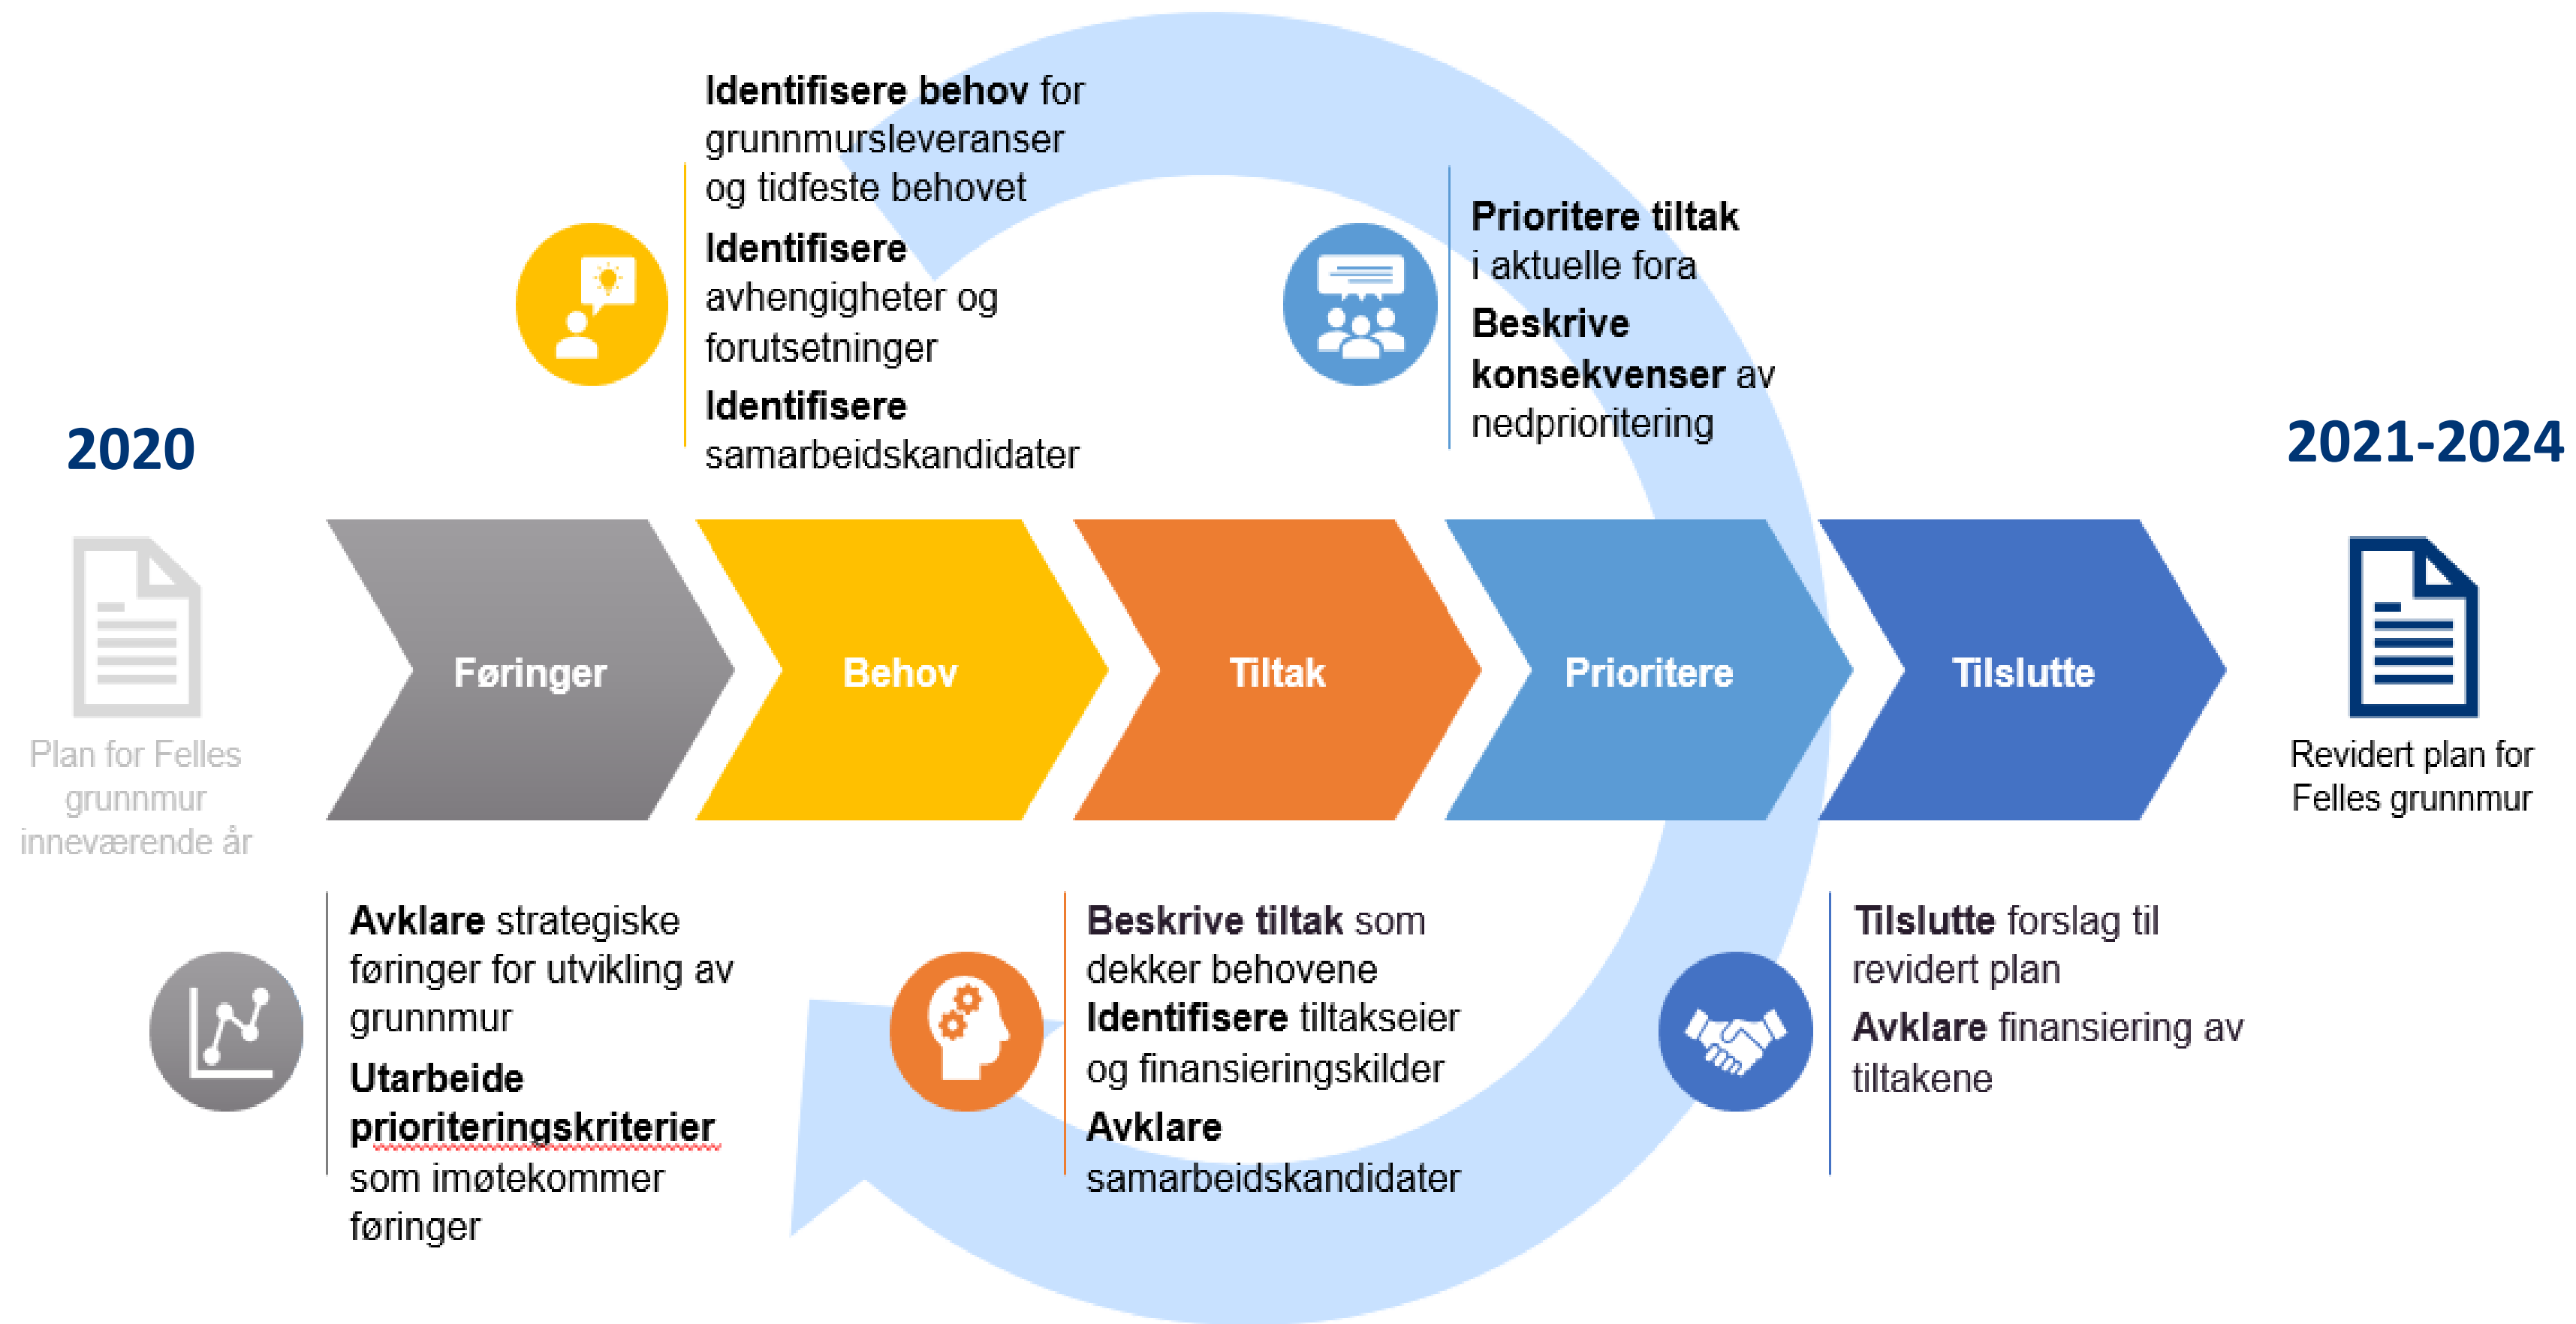 Identifisere behov for
grunnmursleveranser
og tidfeste behovet
Identifisere
avhengigheter og
forutsetninger
Identifisere
samarbeidskandidater
Prioritere tiltak
i aktuelle fora
Beskrive
konsekvenser av
nedprioritering
2020
2021-2024
Plan for Felles
grunnmur
inneværende år
Føringer
Behov
Tiltak
Prioritere
Tilslutte
Revidert plan for
Felles grunnmur
Avklare strategiske
føringer for utvikling av
grunnmur
Utarbeide
prioriteringskriterier
som imøtekommer
føringer
Beskrive tiltak som
dekker behovene
Identifisere tiltakseier
og finansieringskilder
Avklare
samarbeidskandidater
Tilslutte forslag til
revidert plan
Avklare finansiering av
tiltakene